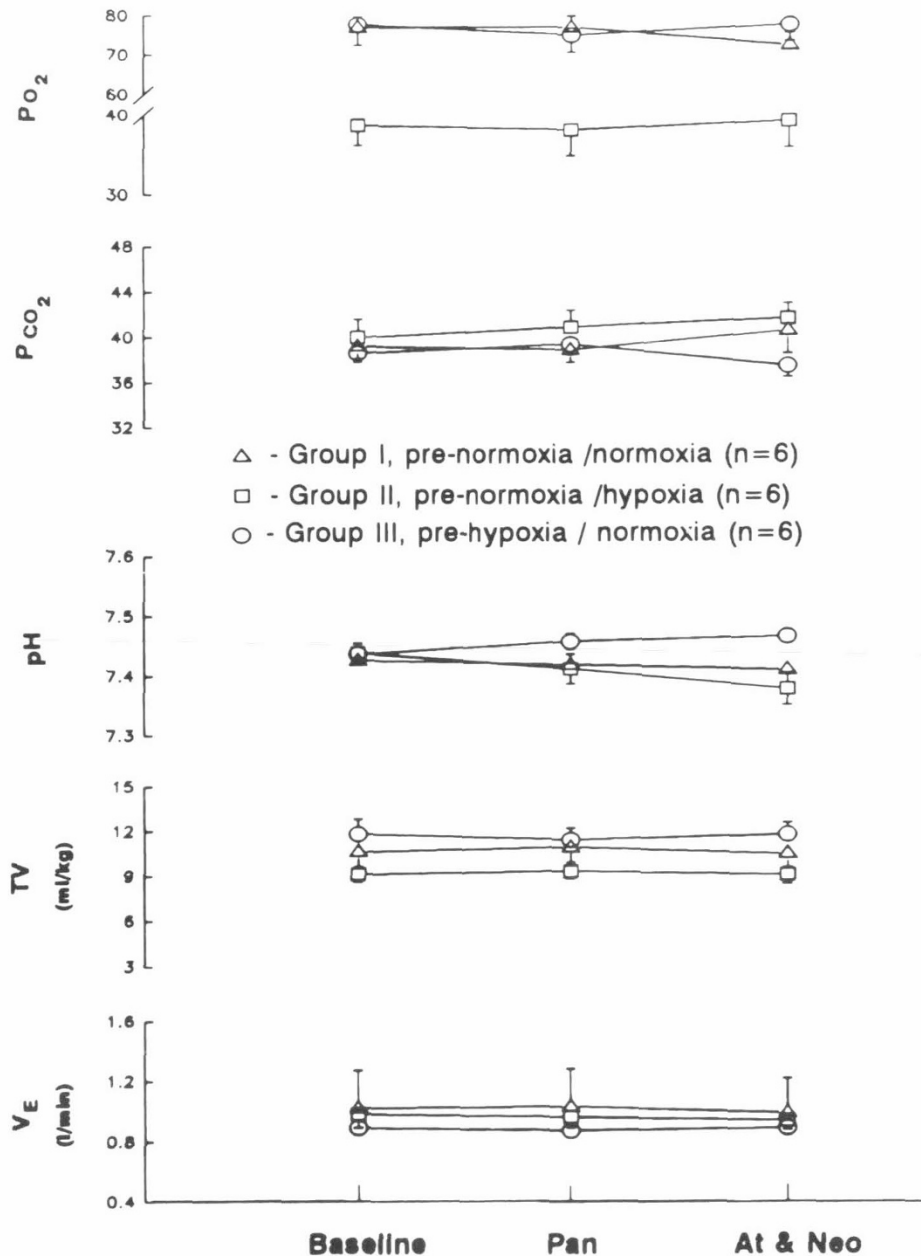 80
70
60
40
30
Po2
48
44
40
36
32
Pco2
△ - Group I, pre-normoxia /normoxia (n=6)
□ - Group II, pre-normoxia /hypoxia (n=6)
○ - Group III, pre-hypoxia / normoxia (n=6)
7.6
7.5
7.4
7.3
pH
15
12
9
6
3
TV
(ml/kg)
1.6
1.2
0.8
0.4
VE
(l/min)
Baseline Pan At & Neo